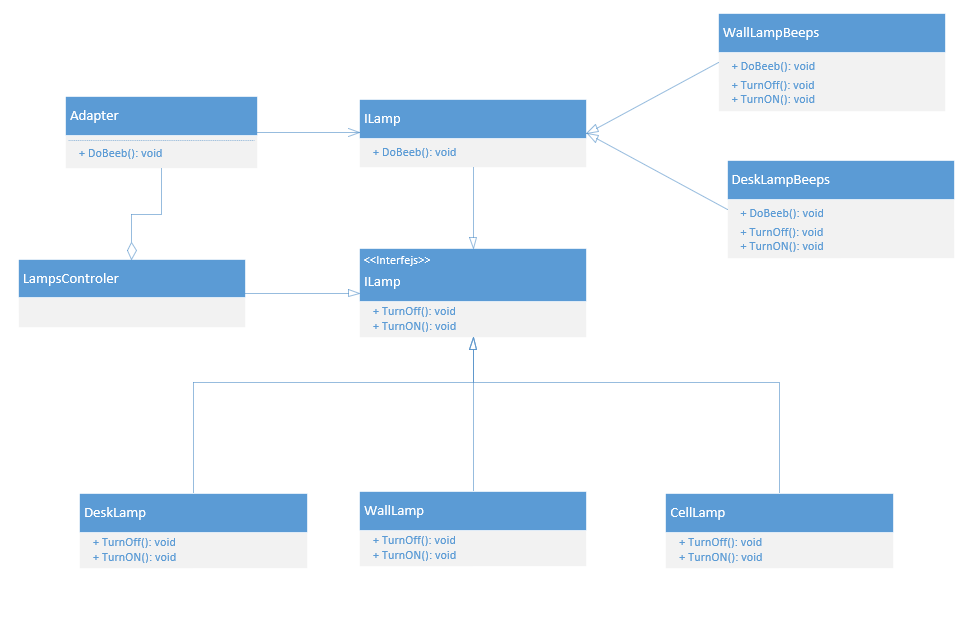 WallLampBeeps
+ DoBeeb(): void
+ TurnOff(): void
+ TurnON(): void
Adapter
+ DoBeeb(): void
ILamp
+ DoBeeb(): void
DeskLampBeeps
+ DoBeeb(): void
+ TurnOff(): void
+ TurnON(): void
LampsControler
<<Interfejs>>
ILamp
+ TurnOff(): void
+ TurnON(): void
DeskLamp
+ TurnOff(): void
+ TurnON(): void
WallLamp
+ TurnOff(): void
+ TurnON(): void
CellLamp
+ TurnOff(): void
+ TurnON(): void